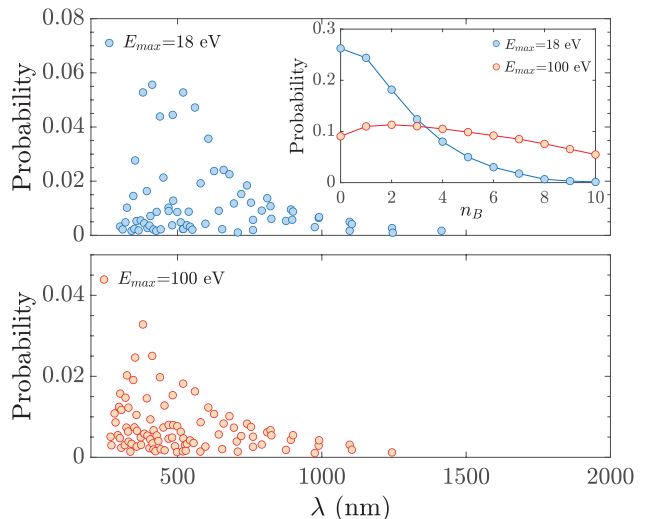 0.08
0.06
0.04
0.002
0
Probability
E_max=18 eV
0.3
0.2
0.1
0
Probability
E_max=18 eV
E_max=100 eV
0 2 4 6 8 10
n_B
0.04
0.002
0
Probability
E_max=100 eV
500 1000 1500 2000
λ (nm)